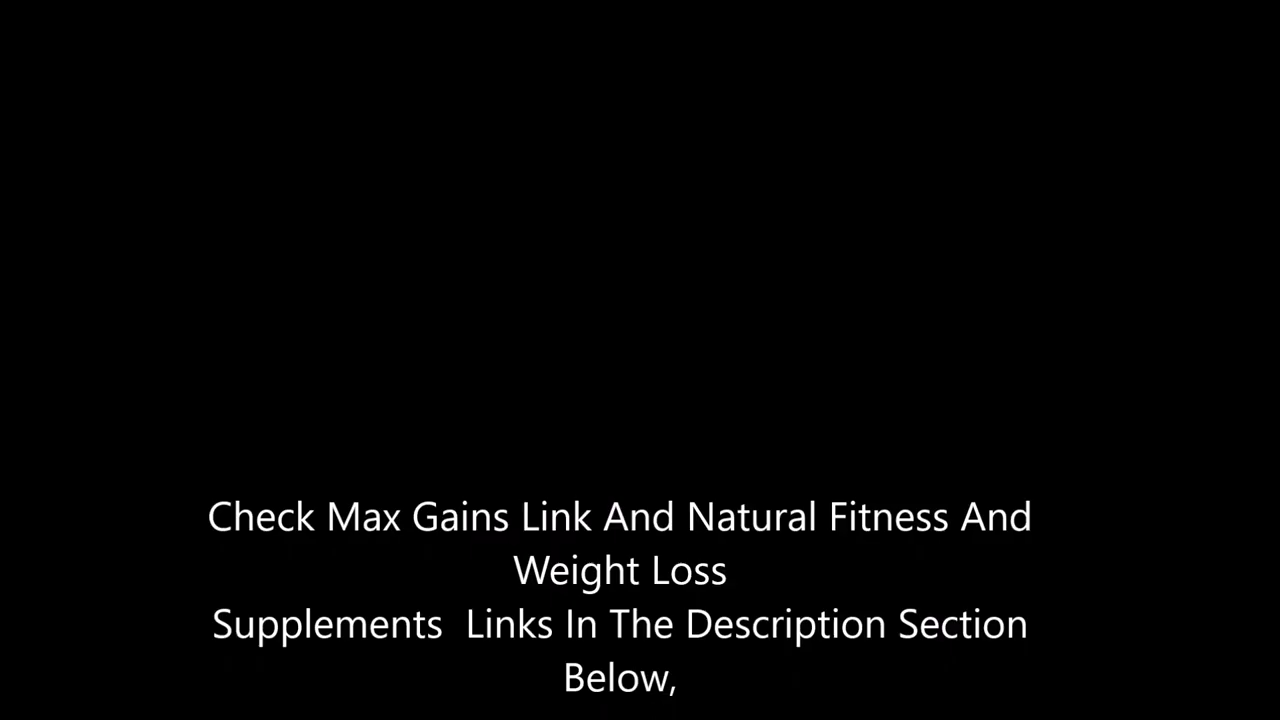 Check Max Gains Link And Natural Fitness And
Weight Loss
Supplements  Links In The Description Section
Below,